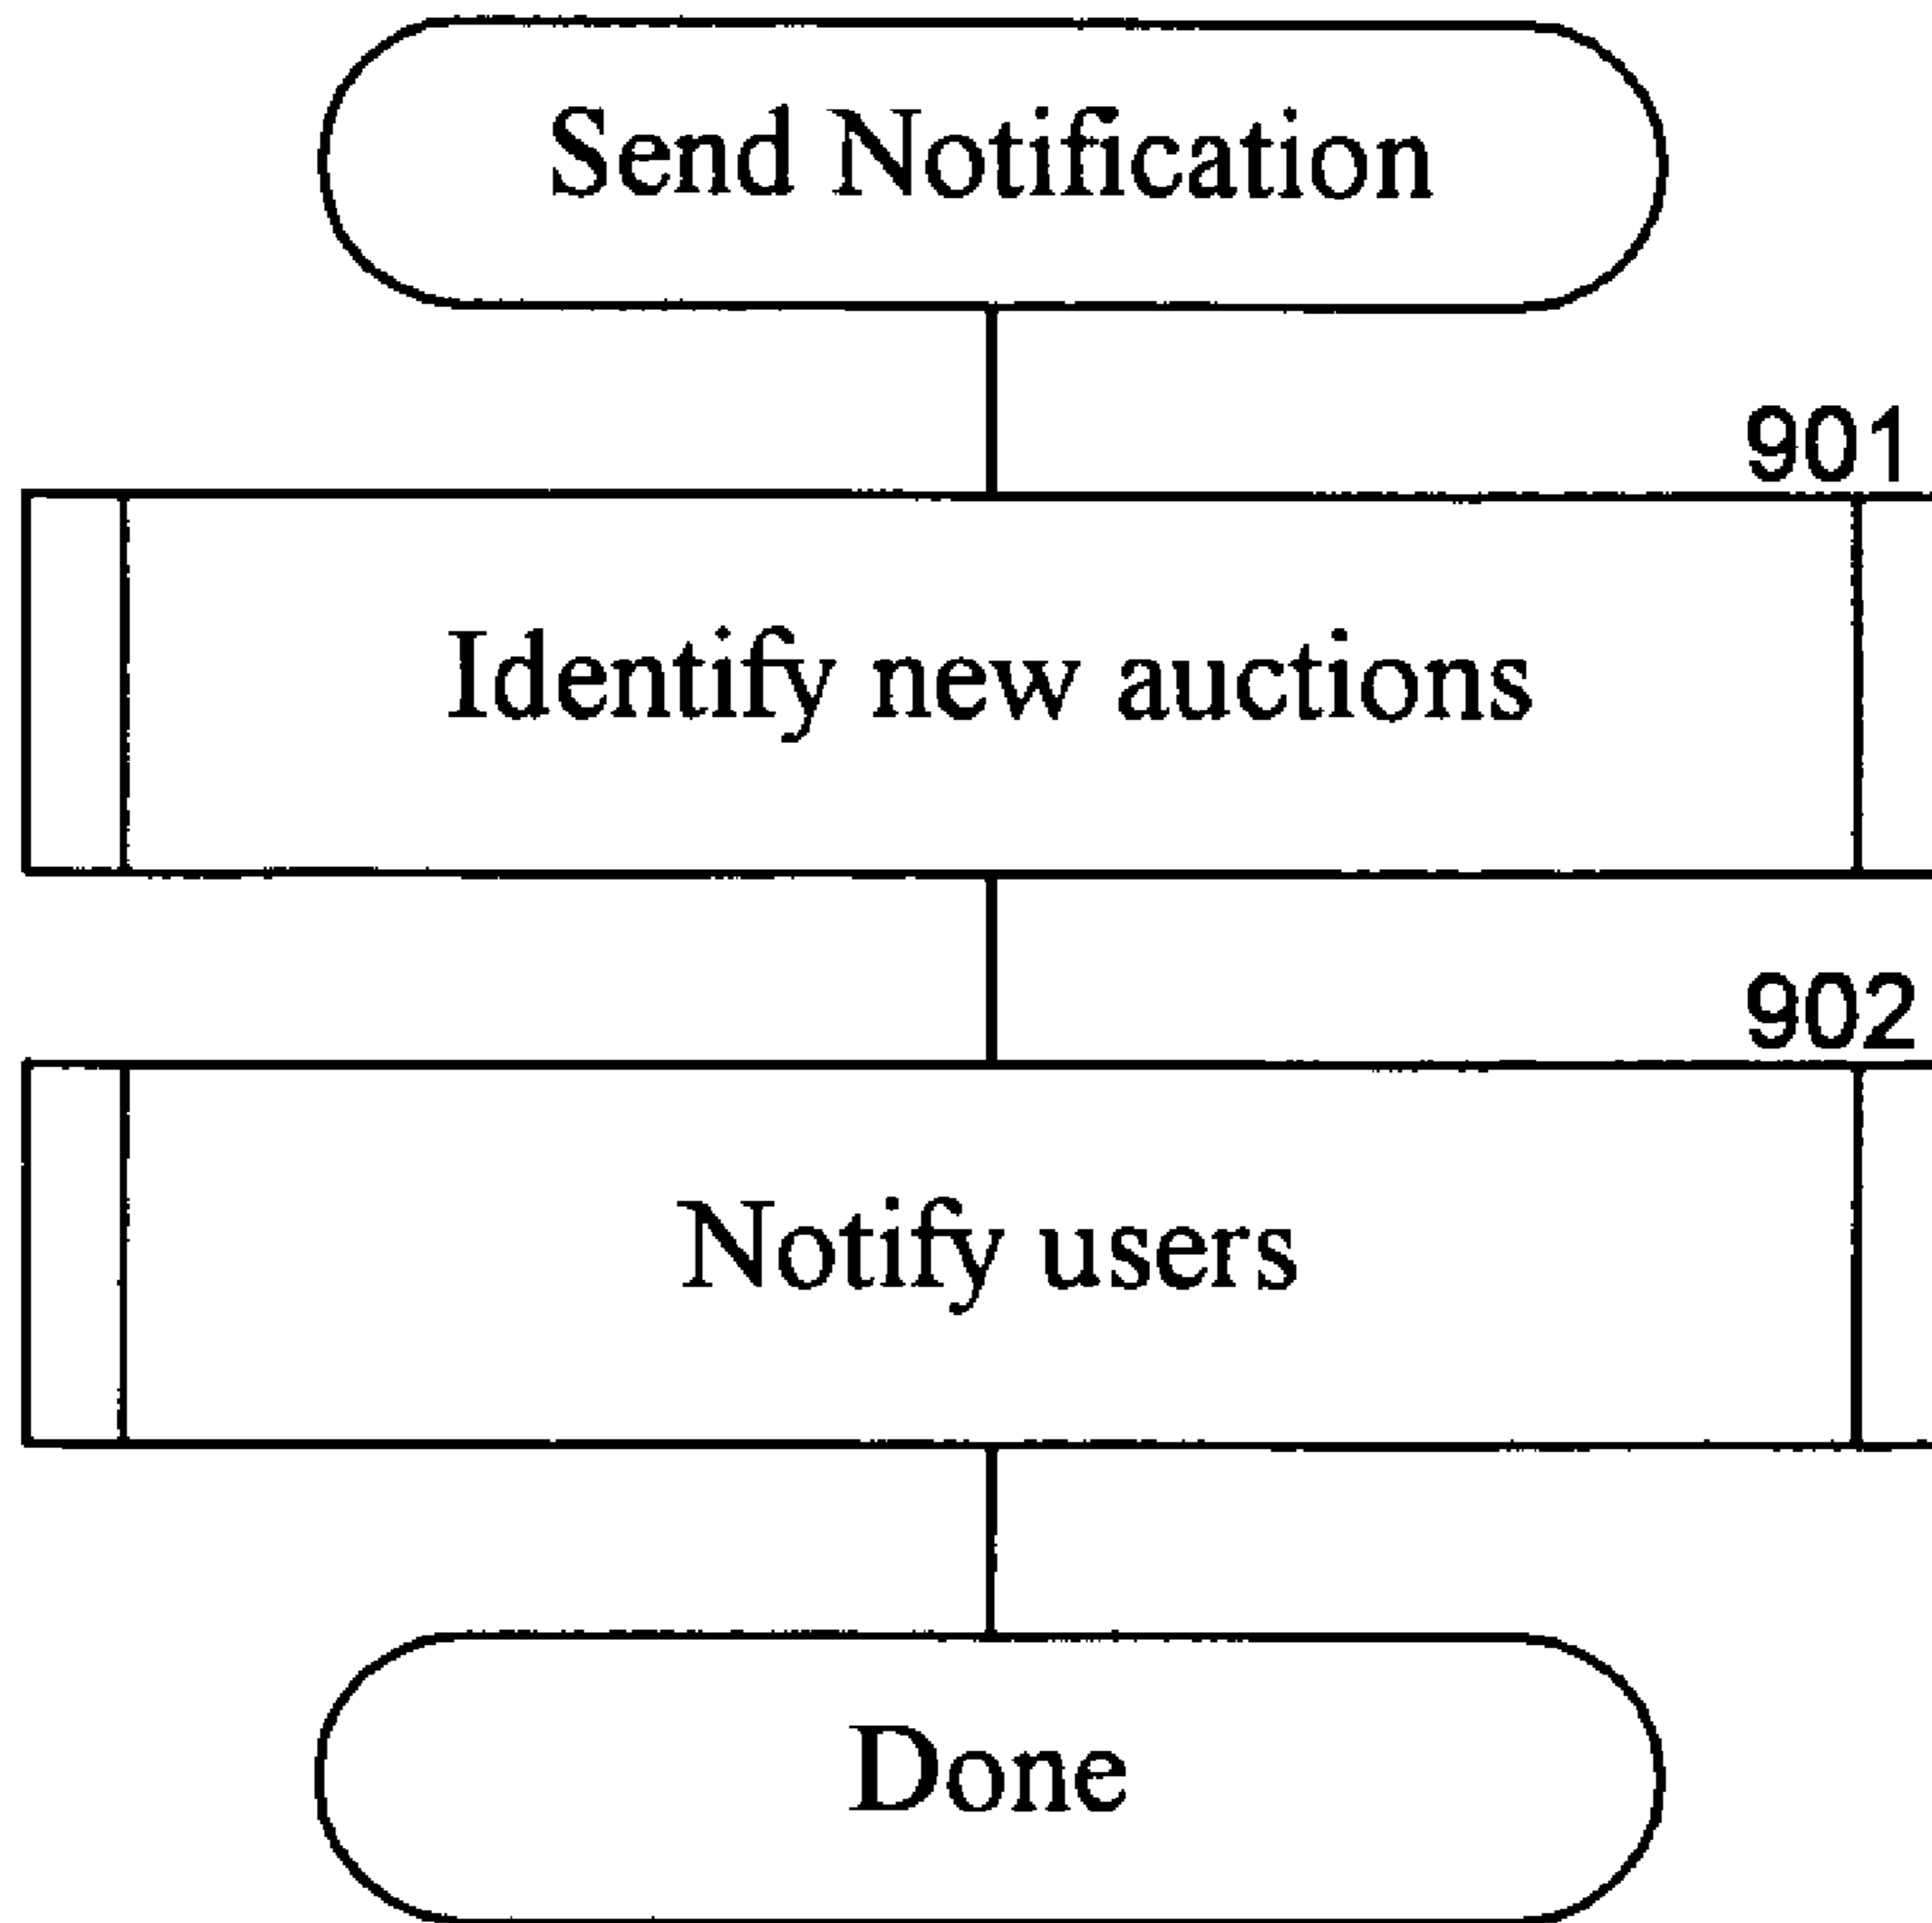 Send Notification
901
Identify new auctions
902
Notify users
Done